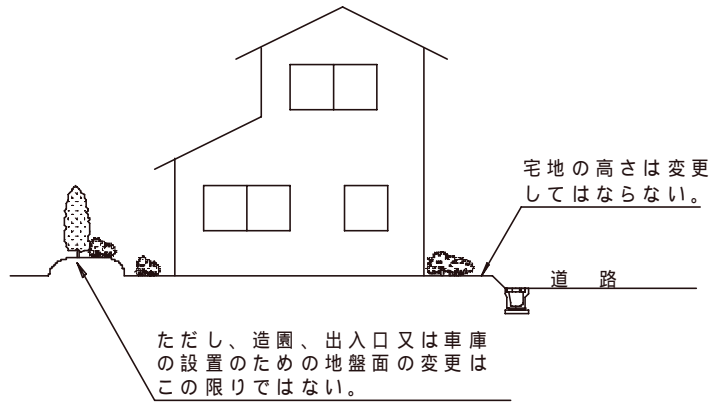 宅地の高さは変更
してはならない。
道路
ただし、造園、出入口又は車庫
の設置のための地盤面の変更は
この限りではない。